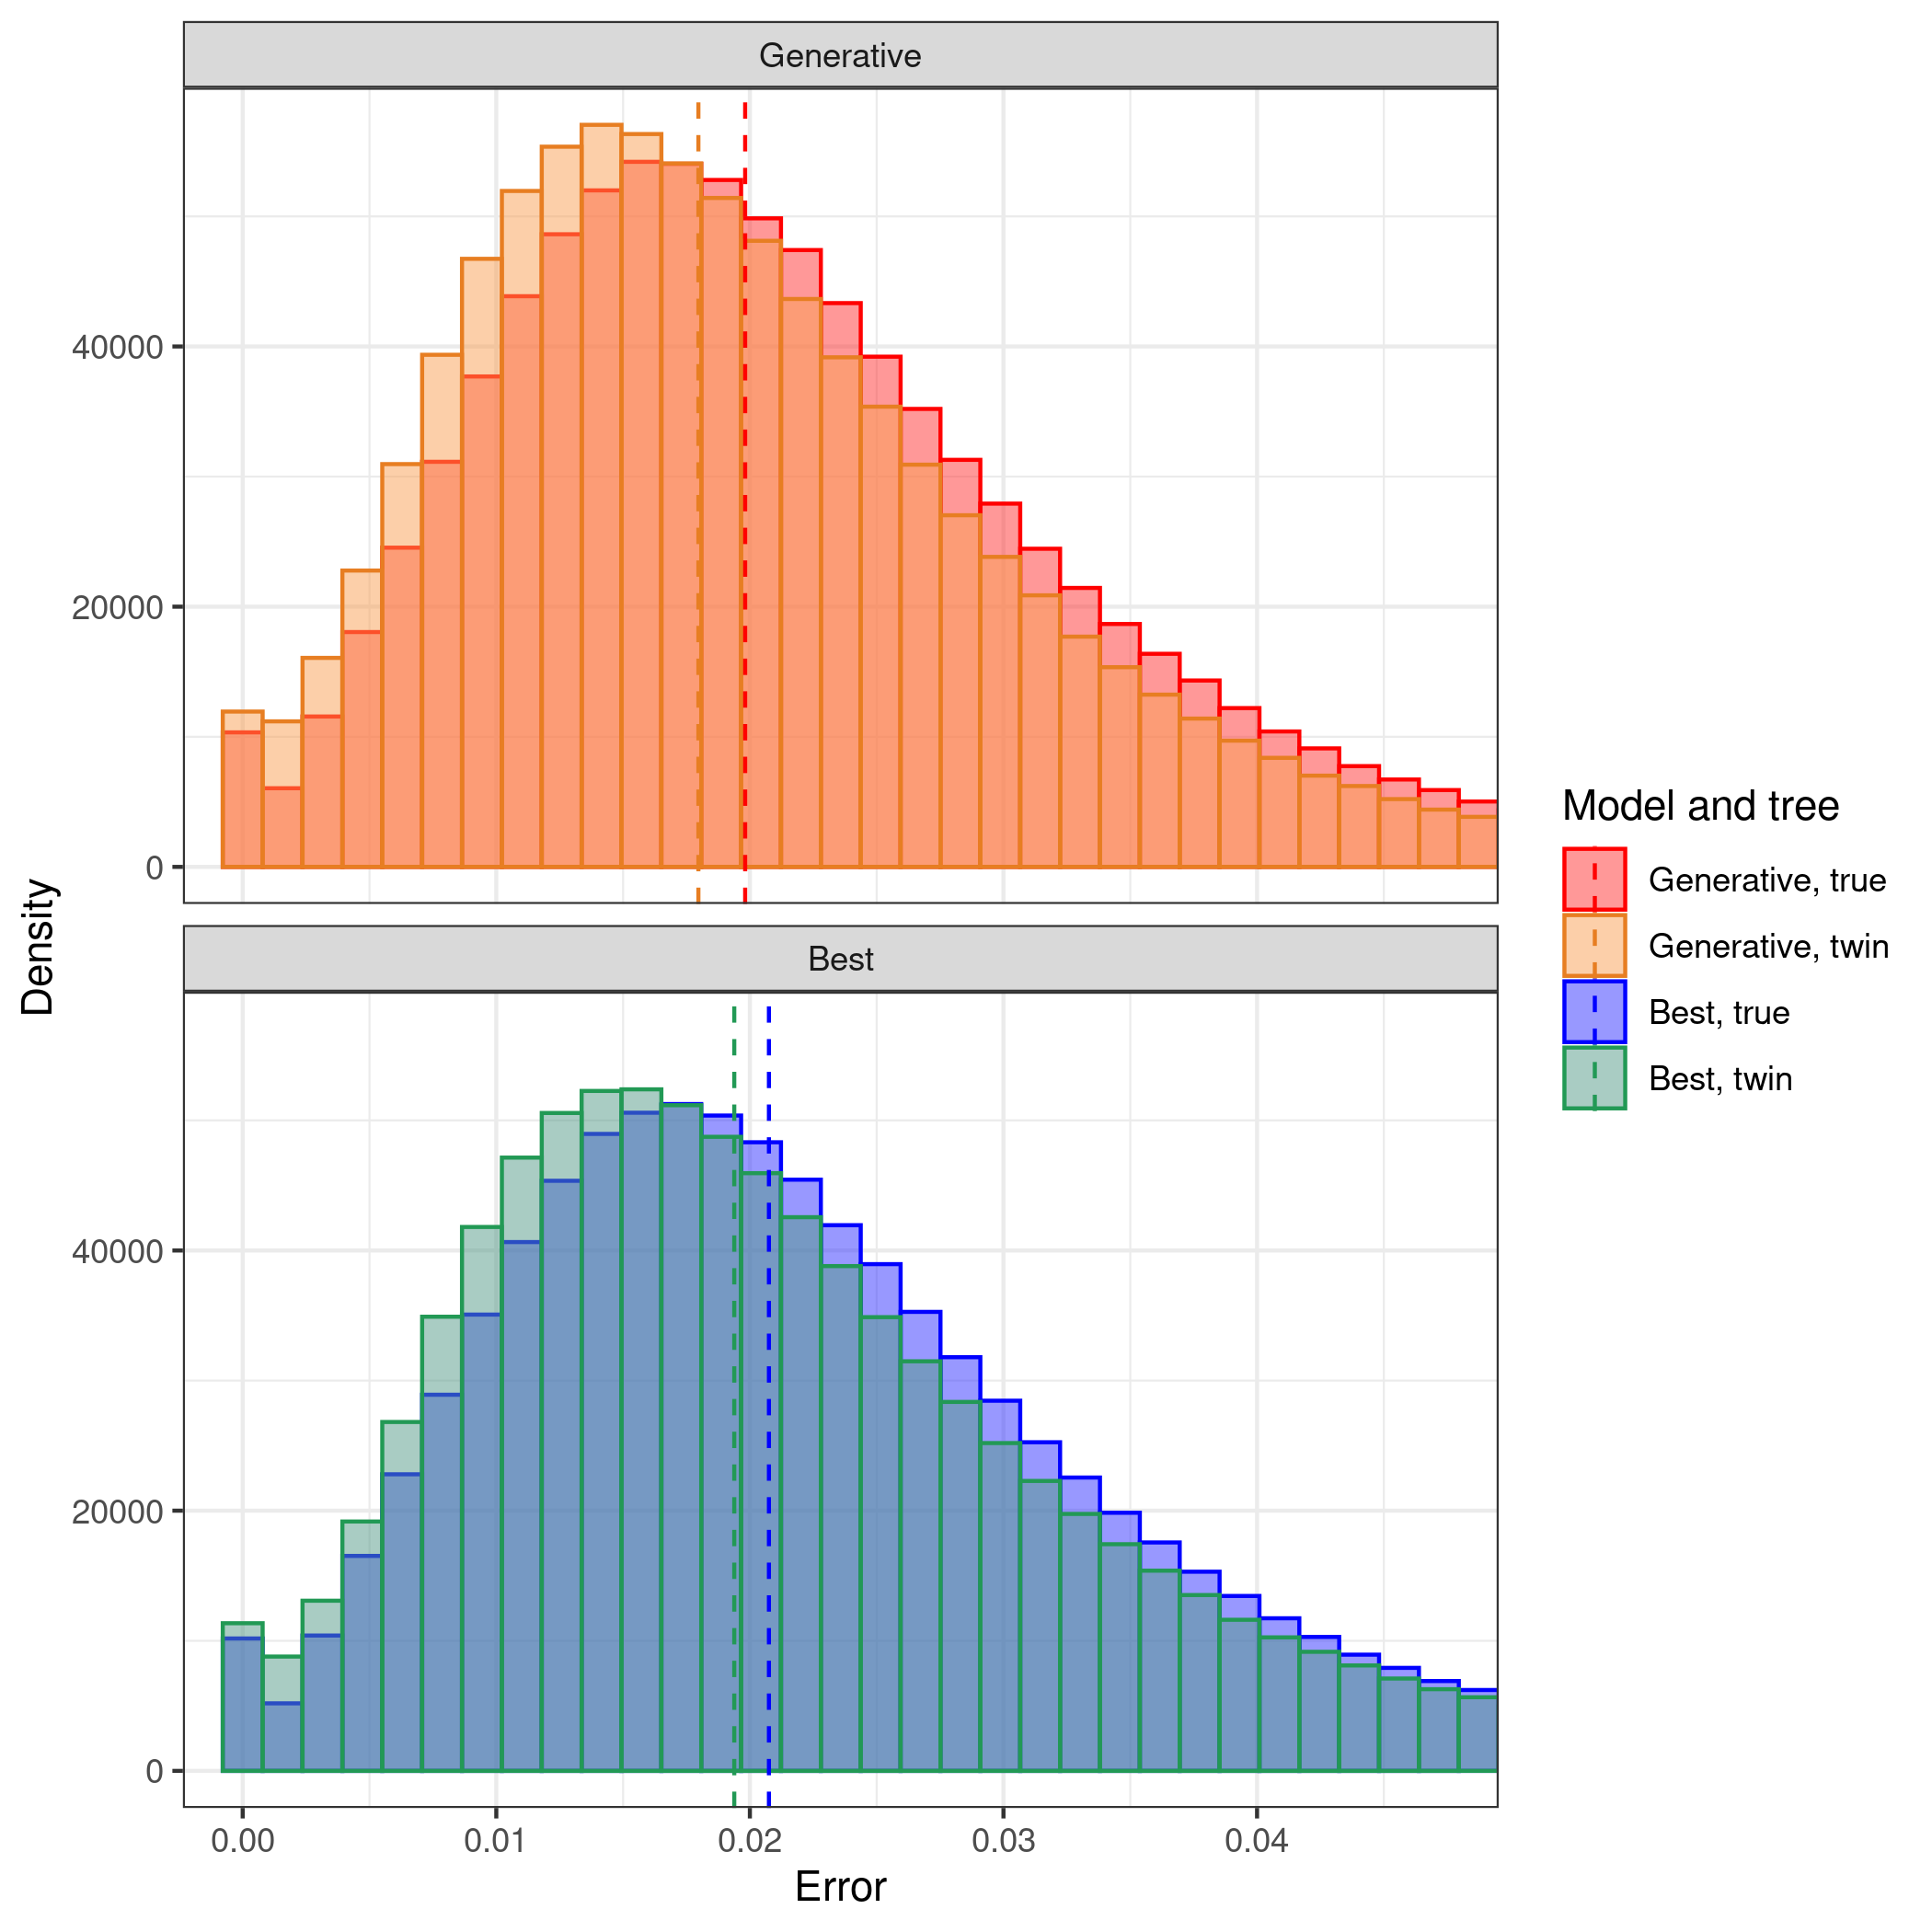 Generative
40000
20000
0
Best
40000
20000
0
0.00 0.01 0.02 0.03 0.04
Error
Density
Model and tree
Generative, true
Generative, twin
Best, true
Best, twin